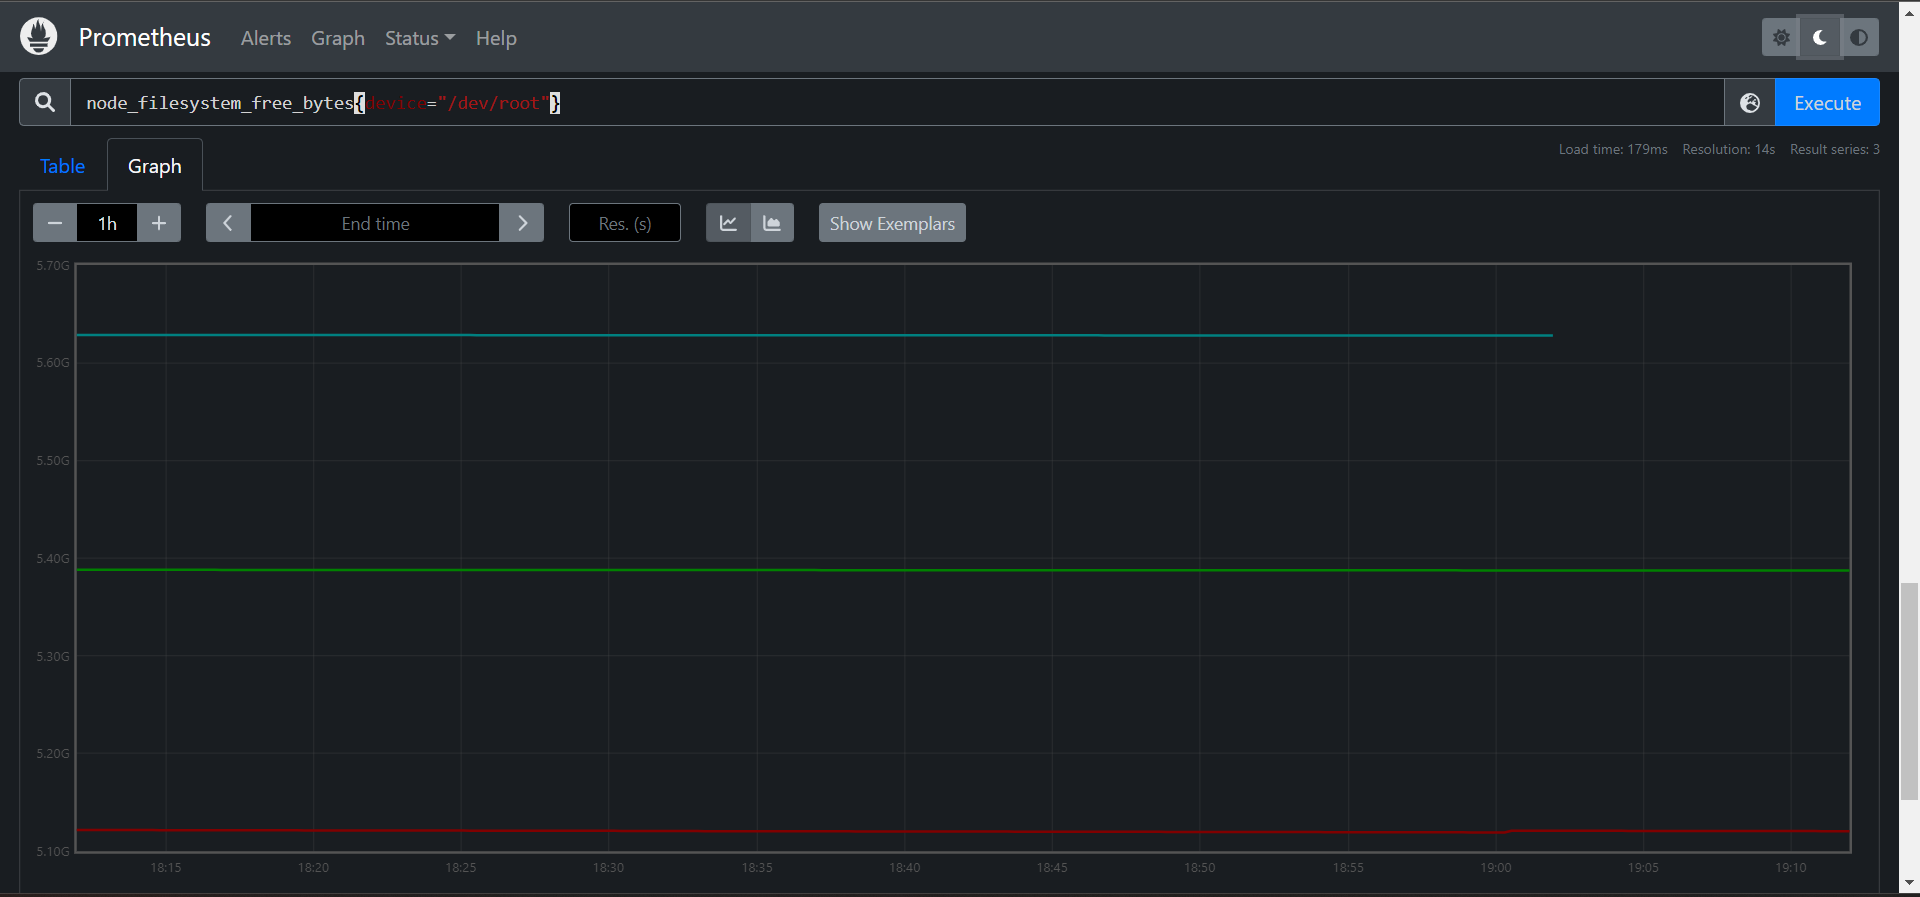 Prometheus Alerts Graph Status Help
node_filesystem_free_bytes{device="/dev/root"} Execute
Table Graph Load time: 179ms Resolution: 14s Result series: 3
1h End time Res. (s) Show Exemplars
5.70G
5.60G
5.50G
5.40G
5.30G
5.20G
5.10G
18:15 18:20 18:25 18:30 18:35 18:40 18:45 18:50 18:55 19:00 19:05 19:10